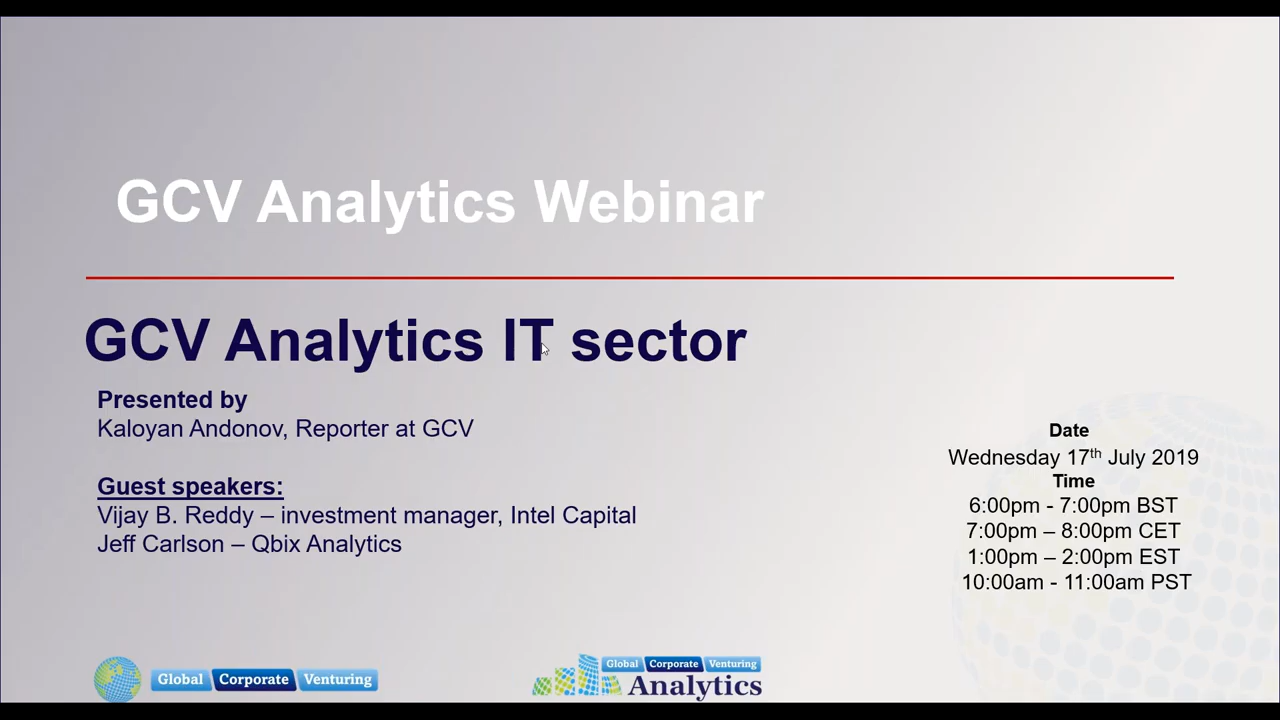 GCV Analytics Webinar
GCV Analytics IT sector
Presented by
Kaloyan Andonov, Reporter at GCV
Guest speakers:
Vijay B. Reddy – investment manager, Intel Capital
Jeff Carlson – Qbix Analytics
Date
Wednesday 17th July 2019
Time
6:00pm - 7:00pm BST
7:00pm – 8:00pm CET
1:00pm – 2:00pm EST
10:00am - 11:00am PST
Global Corporate Venturing
Global Corporate Venturing
Analytics